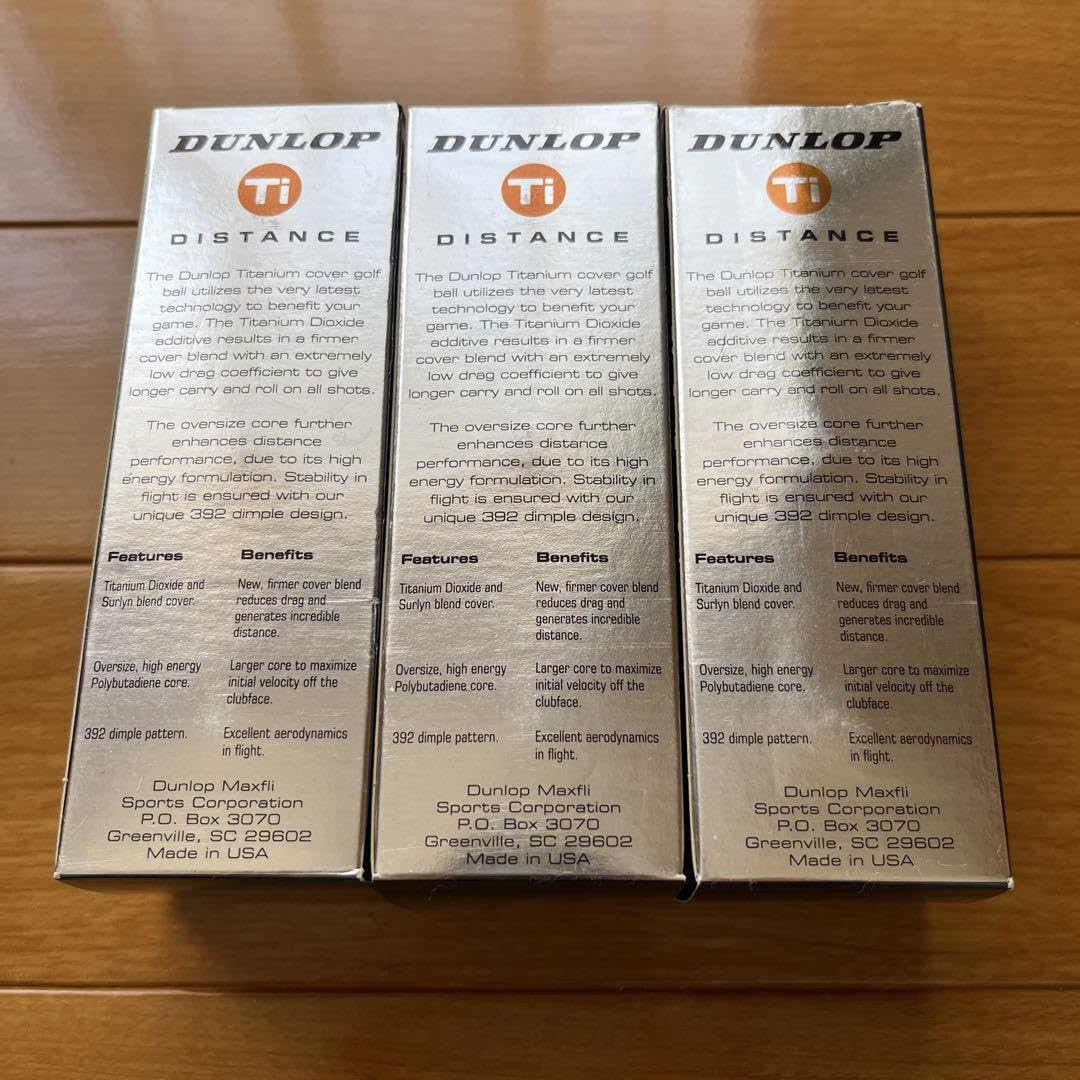 DUNLOP
Ti
DISTANCE
The Dunlop Titanium cover golf
ball utilizes the very latest
technology to benefit your
game. The Titanium Dioxide
additive results in a firmer
cover blend with an extremely
low drag coefficient to give
longer carry and roll on all shots.
The oversize core further
enhances distance
performance, due to its high
energy formulation. Stability in
flight is ensured with our
unique 392 dimple design.
Features Benefits
Titanium Dioxide and New, firmer cover blend
Surlyn blend cover. reduces drag and
generates incredible
distance.
Oversize, high energy Larger core to maximize
Polybutadiene core. initial velocity off the
clubface.
392 dimple pattern. Excellent aerodynamics
in flight.
Dunlop Maxfli
Sports Corporation
P.O. Box 3070
Greenville, SC 29602
Made in USA
DUNLOP
Ti
DISTANCE
The Dunlop Titanium cover golf
ball utilizes the very latest
technology to benefit your
game. The Titanium Dioxide
additive results in a firmer
cover blend with an extremely
low drag coefficient to give
longer carry and roll on all shots.
The oversize core further
enhances distance
performance, due to its high
energy formulation. Stability in
flight is ensured with our
unique 392 dimple design.
Features Benefits
Titanium Dioxide and New, firmer cover blend
Surlyn blend cover. reduces drag and
generates incredible
distance.
Oversize, high energy Larger core to maximize
Polybutadiene core. initial velocity off the
clubface.
392 dimple pattern. Excellent aerodynamics
in flight.
Dunlop Maxfli
Sports Corporation
P.O. Box 3070
Greenville, SC 29602
Made in USA
DUNLOP
Ti
DISTANCE
The Dunlop Titanium cover golf
ball utilizes the very latest
technology to benefit your
game. The Titanium Dioxide
additive results in a firmer
cover blend with an extremely
low drag coefficient to give
longer carry and roll on all shots.
The oversize core further
enhances distance
performance, due to its high
energy formulation. Stability in
flight is ensured with our
unique 392 dimple design.
Features Benefits
Titanium Dioxide and New, firmer cover blend
Surlyn blend cover. reduces drag and
generates incredible
distance.
Oversize, high energy Larger core to maximize
Polybutadiene core. initial velocity off the
clubface.
392 dimple pattern. Excellent aerodynamics
in flight.
Dunlop Maxfli
Sports Corporation
P.O. Box 3070
Greenville, SC 29602
Made in USA